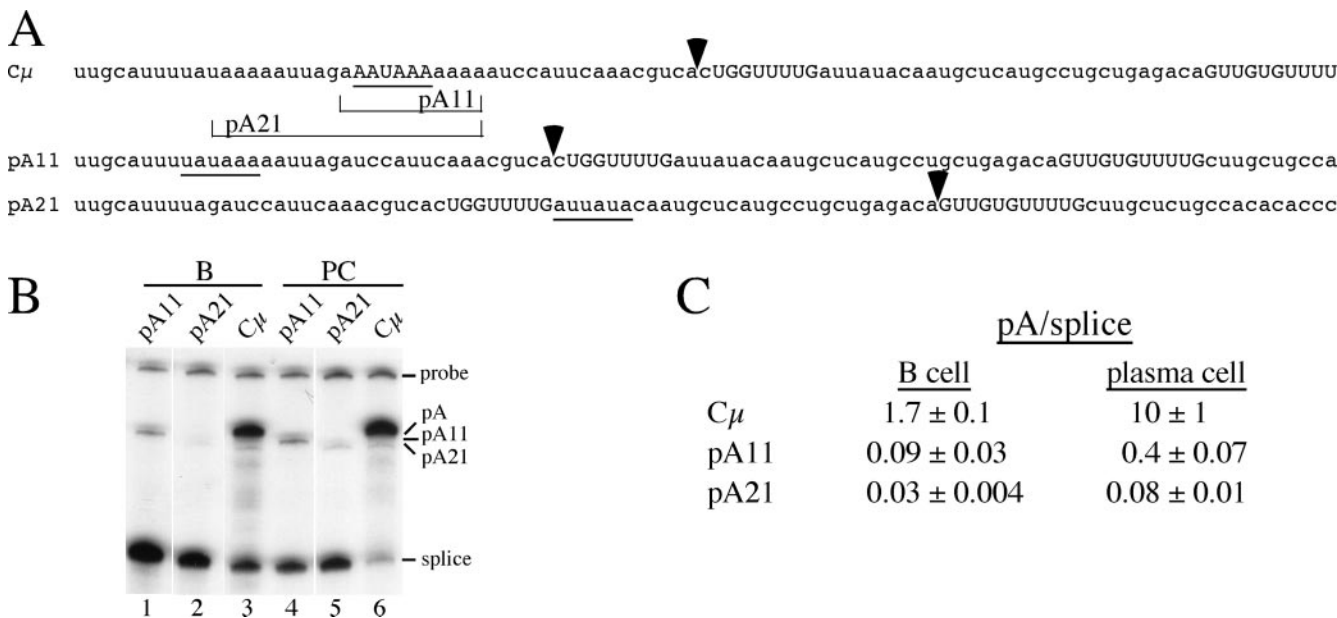 A
Cμ uugcauuuuauaaaaauuagaAAUAAAaaaaauccauucaaacgucacUGGUUUUGauuauacaaugcucaugccugcugagacaGUUGUGUUUU
pA11
pA21
pA11 uugcauuuuauaaaaauuagauccauucaaacgucacUGGUUUUGauuauacaaugcucaugccugcugagacaGUUGUGUUUUGcuugcugcca
pA21 uugcauuuuagauccauucaaacgucacUGGUUUUGauuauacaaugcucaugccugcugagacaGUUGUGUUUUGcuugcucugccacacaccc
B
B PC
pA11 pA21 Cμ pA11 pA21 Cμ
probe
pA
pA11
pA21
splice
1 2 3 4 5 6
C
pA/splice
B cell plasma cell
Cμ 1.7 ± 0.1 10 ± 1
pA11 0.09 ± 0.03 0.4 ± 0.07
pA21 0.03 ± 0.004 0.08 ± 0.01